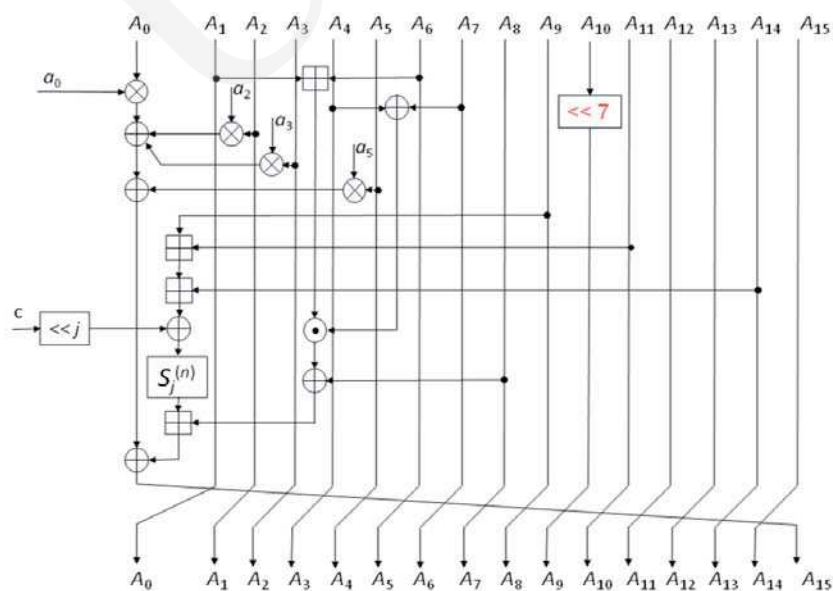 A₀ A₁ A₂ A₃ A₄ A₅ A₆ A₇ A₈ A₉ A₁₀ A₁₁ A₁₂ A₁₃ A₁₄ A₁₅
a₀
a₂
<< 7
a₃
a₅
c
<< j
Sⱼ⁽ⁿ⁾
A₀ A₁ A₂ A₃ A₄ A₅ A₆ A₇ A₈ A₉ A₁₀ A₁₁ A₁₂ A₁₃ A₁₄ A₁₅